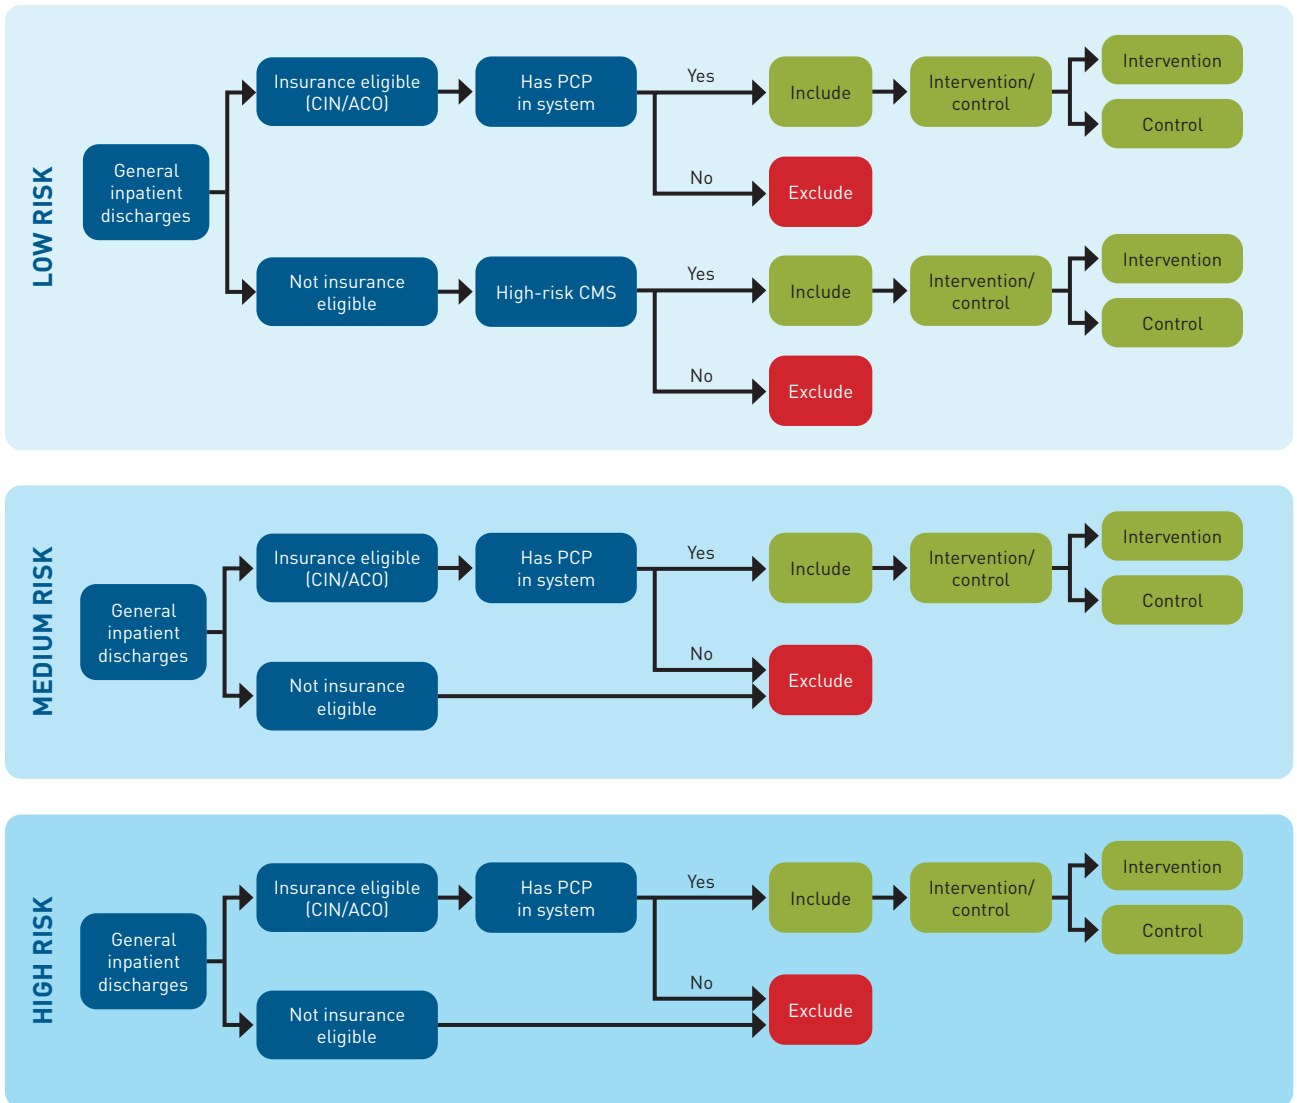 LOW RISK
General
inpatient
discharges
Insurance eligible
(CIN/ACO)
Has PCP
in system
Yes
Include
Intervention/
control
Intervention
Control
No
Exclude
Not insurance
eligible
High-risk CMS
Yes
Include
Intervention/
control
Intervention
Control
No
Exclude
MEDIUM RISK
General
inpatient
discharges
Insurance eligible
(CIN/ACO)
Has PCP
in system
Yes
Include
Intervention/
control
Intervention
Control
No
Exclude
Not insurance
eligible
HIGH RISK
General
inpatient
discharges
Insurance eligible
(CIN/ACO)
Has PCP
in system
Yes
Include
Intervention/
control
Intervention
Control
No
Exclude
Not insurance
eligible